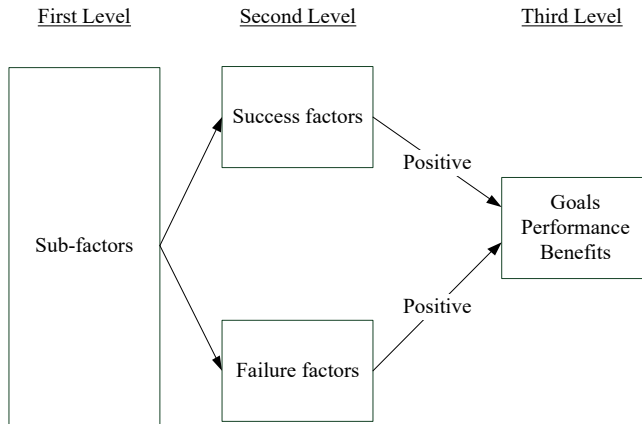 First Level
Second Level
Third Level
Sub-factors
Success factors
Positive
Goals
Performance
Benefits
Positive
Failure factors